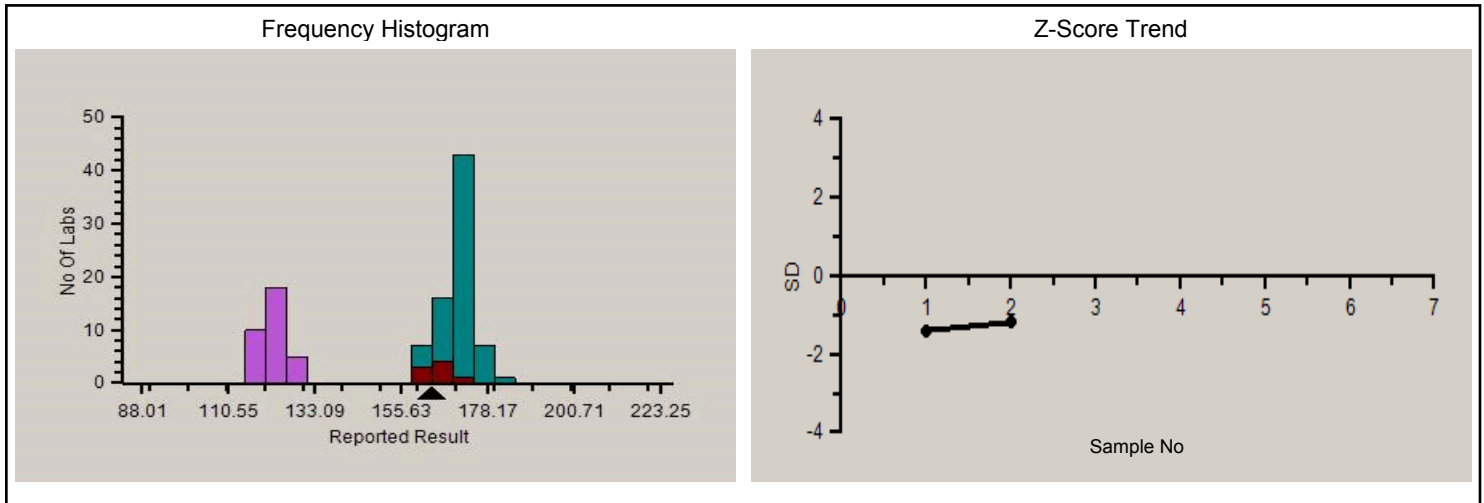 Frequency Histogram
50
40
30
20
10
0
No Of Labs
88.01 110.55 133.09 155.63 178.17 200.71 223.25
Reported Result
Z-Score Trend
4
2
0
-2
-4
SD
0 1 2 3 4 5 6 7
Sample No